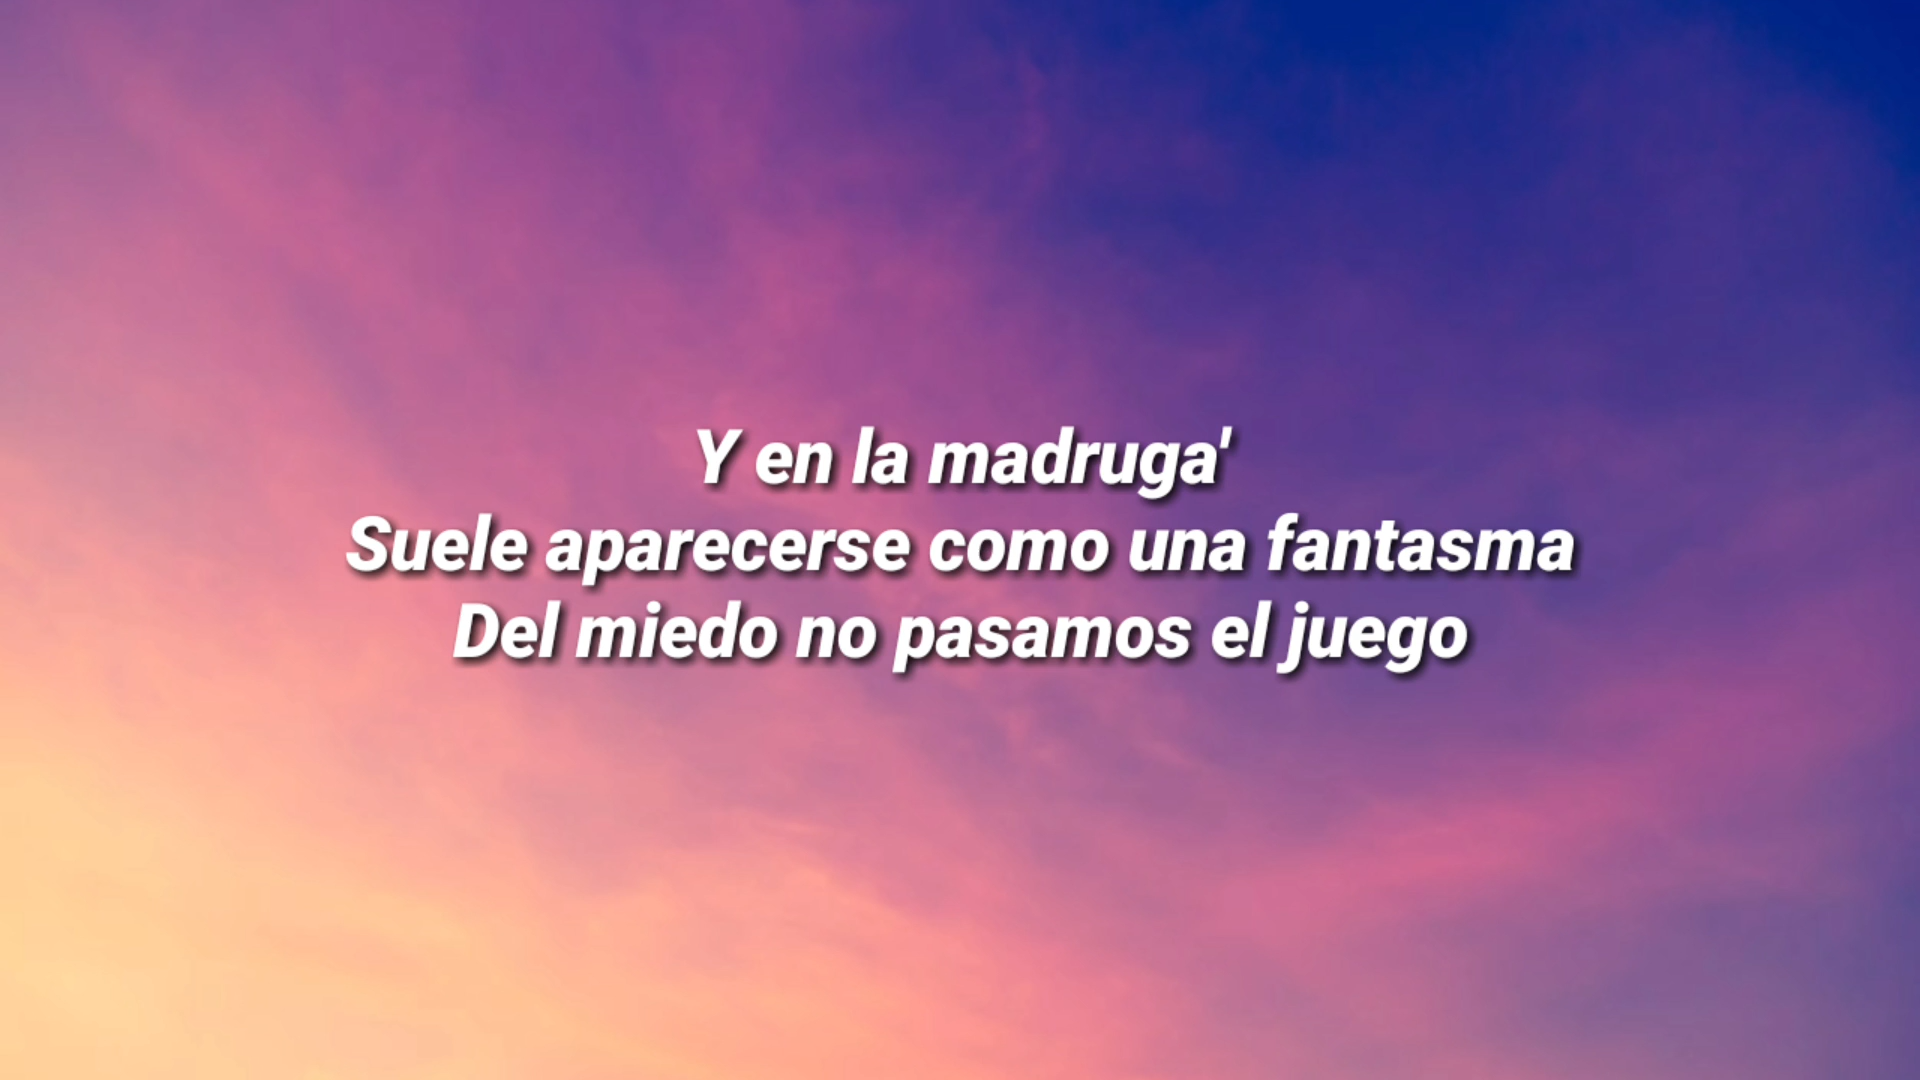 Y en la madruga'
Suele aparecerse como una fantasma
Del miedo no pasamos el juego